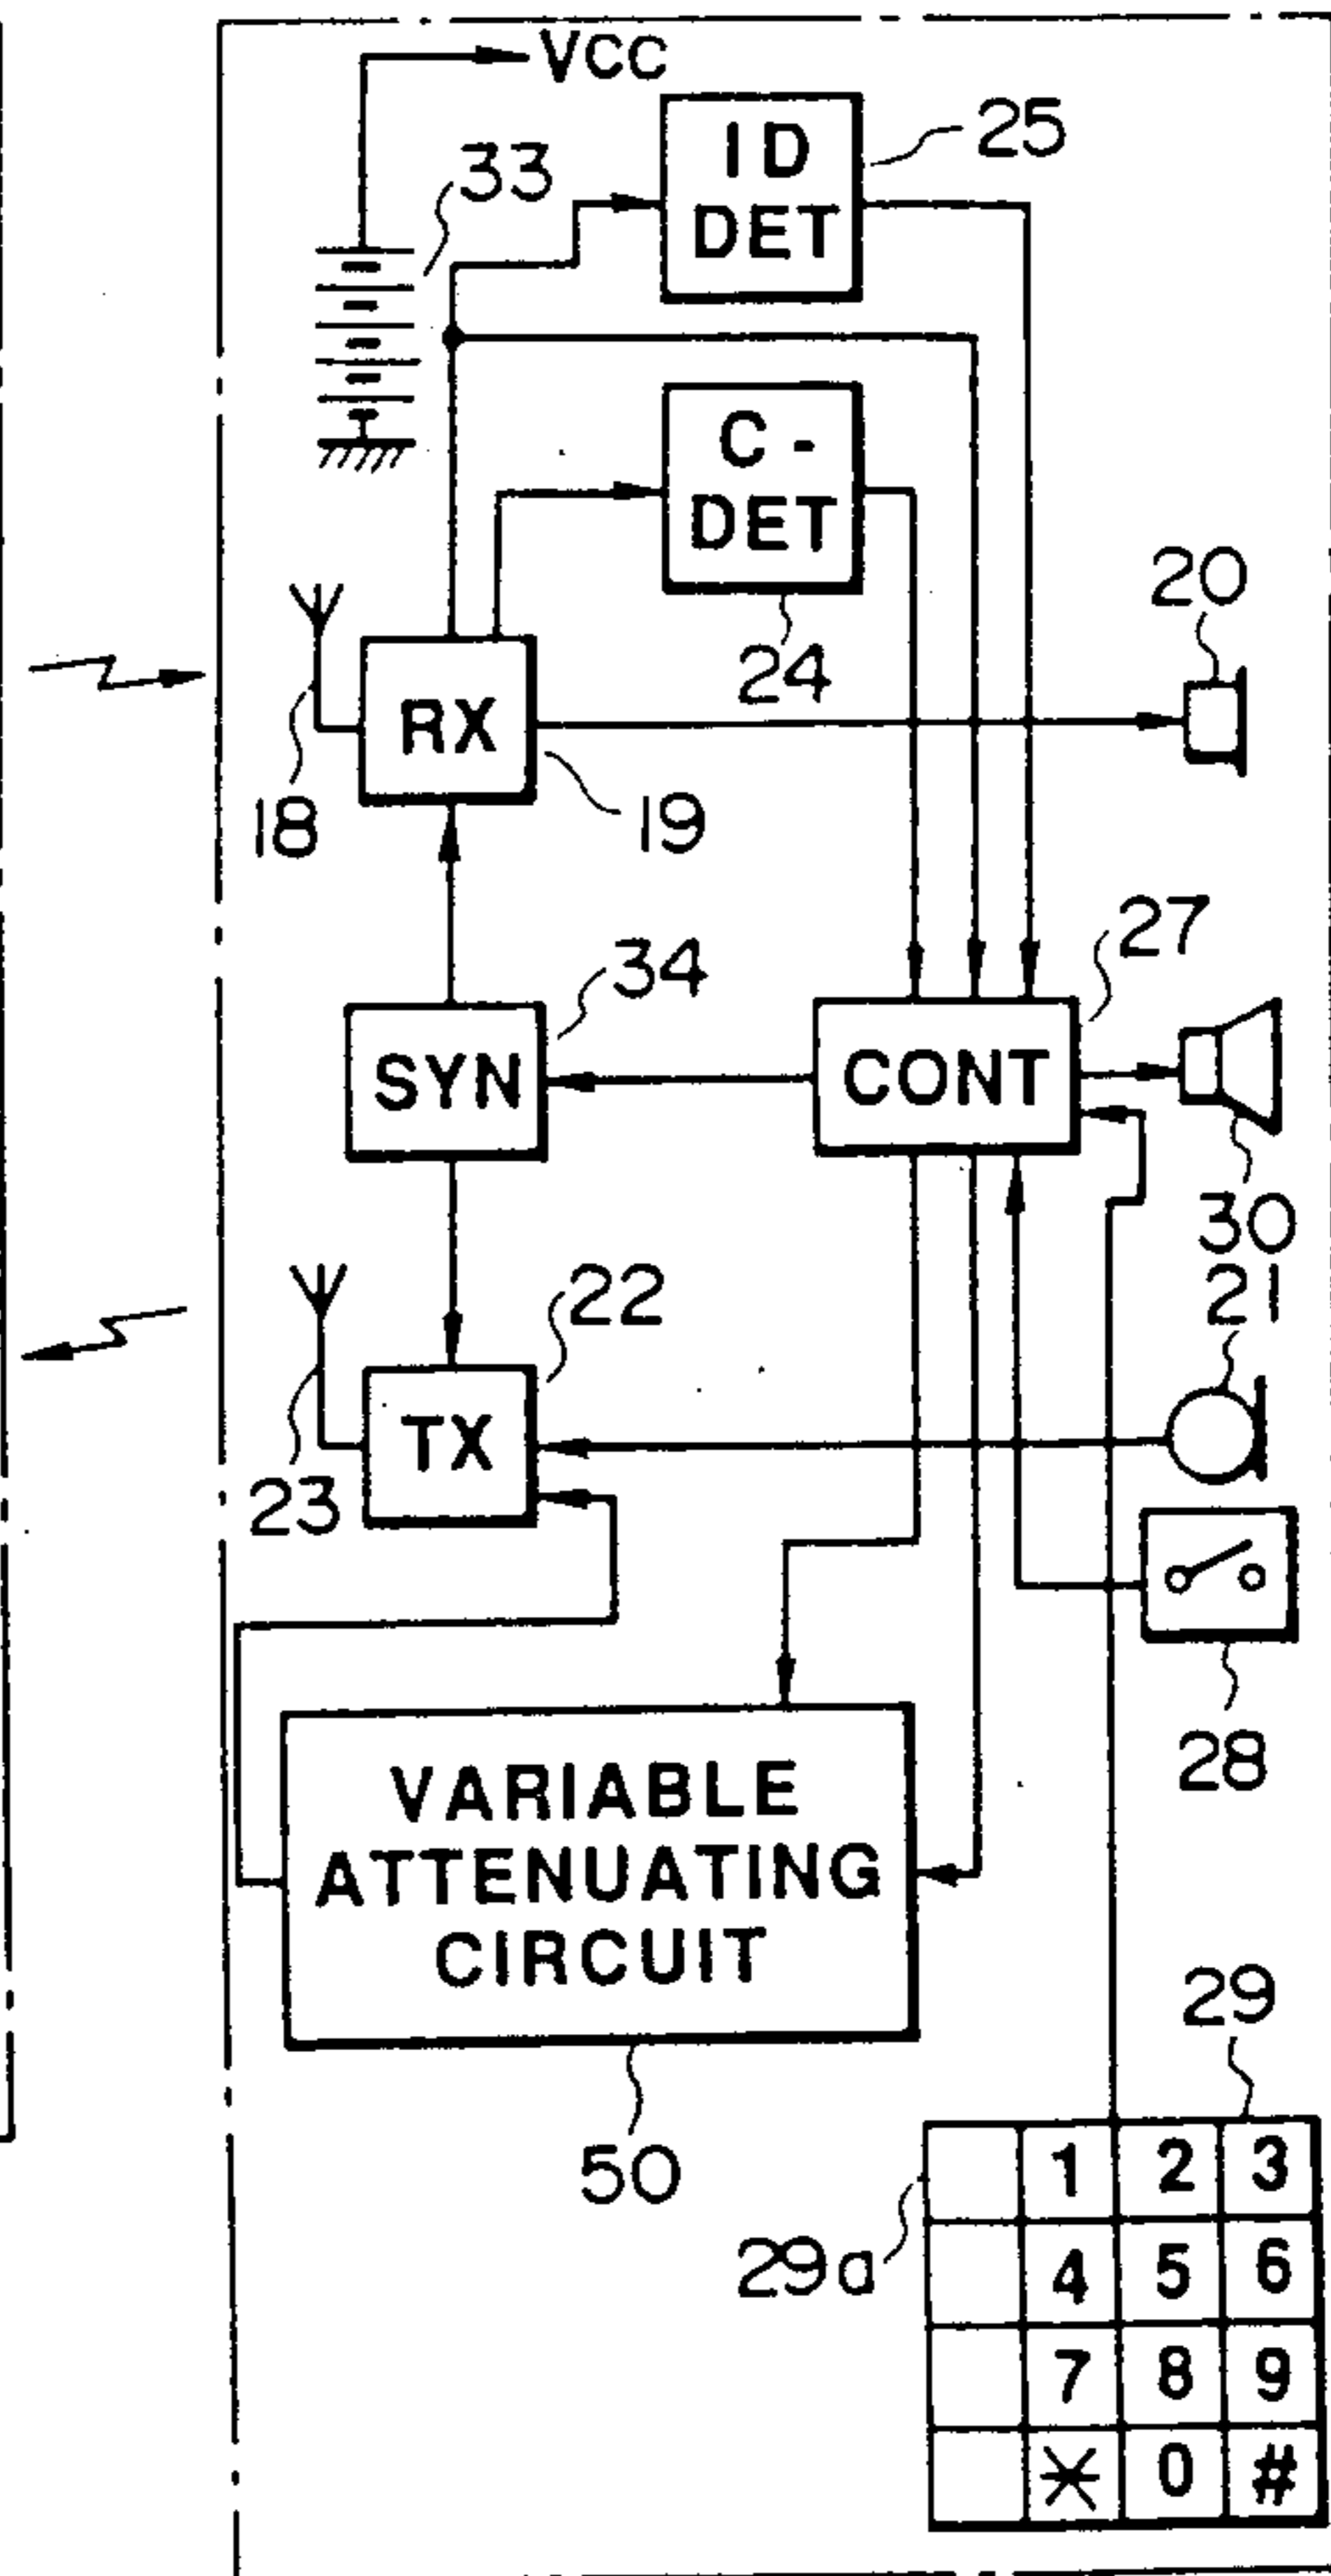 VCC
ID
DET
25
33
C -
DET
24
20
RX
18
19
34
27
SYN
CONT
30
22
21
TX
23
28
VARIABLE
ATTENUATING
CIRCUIT
50
29
29a
1 2 3
4 5 6
7 8 9
* 0 #